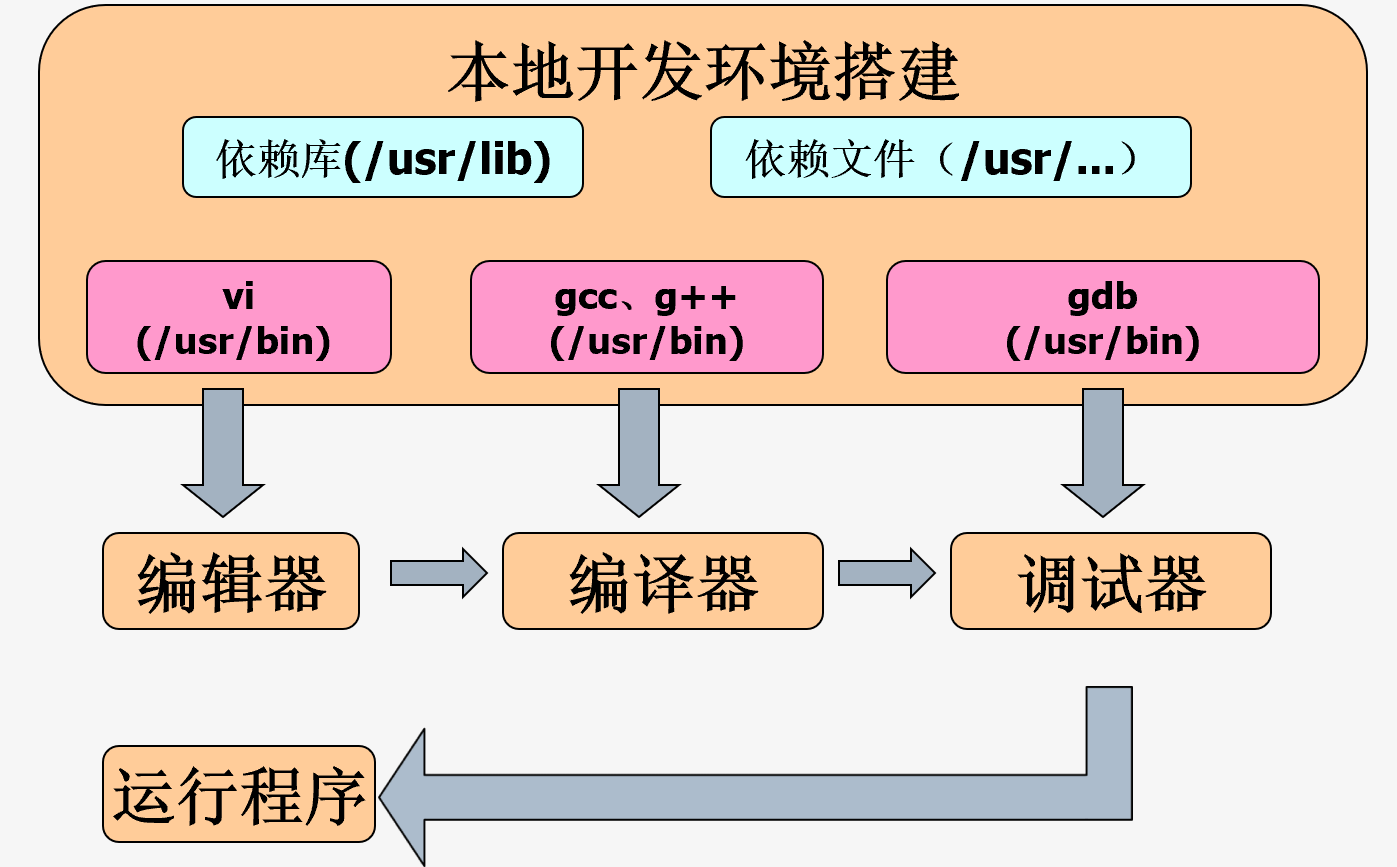 本地开发环境搭建
依赖库(/usr/lib)
依赖文件（/usr/...）
vi
(/usr/bin)
gcc、g++
(/usr/bin)
gdb
(/usr/bin)
编辑器
编译器
调试器
运行程序